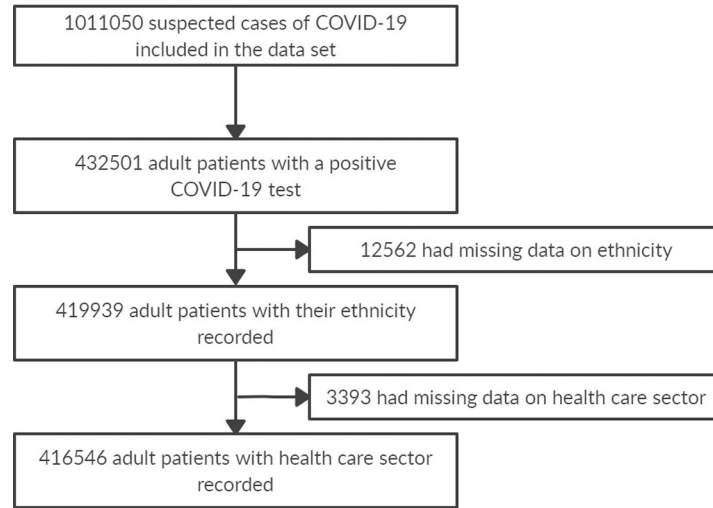 1011050 suspected cases of COVID-19
included in the data set
432501 adult patients with a positive
COVID-19 test
12562 had missing data on ethnicity
419939 adult patients with their ethnicity
recorded
3393 had missing data on health care sector
416546 adult patients with health care sector
recorded